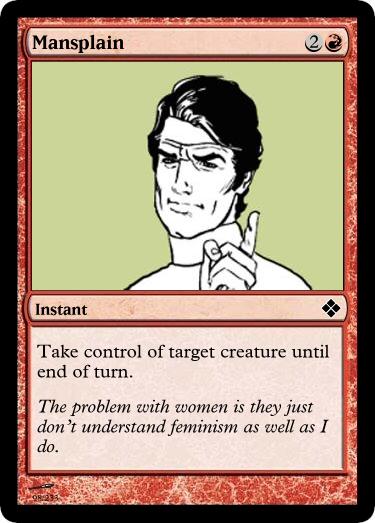 Mansplain 2
Instant
Take control of target creature until
end of turn.
The problem with women is they just
don't understand feminism as well as I
do.